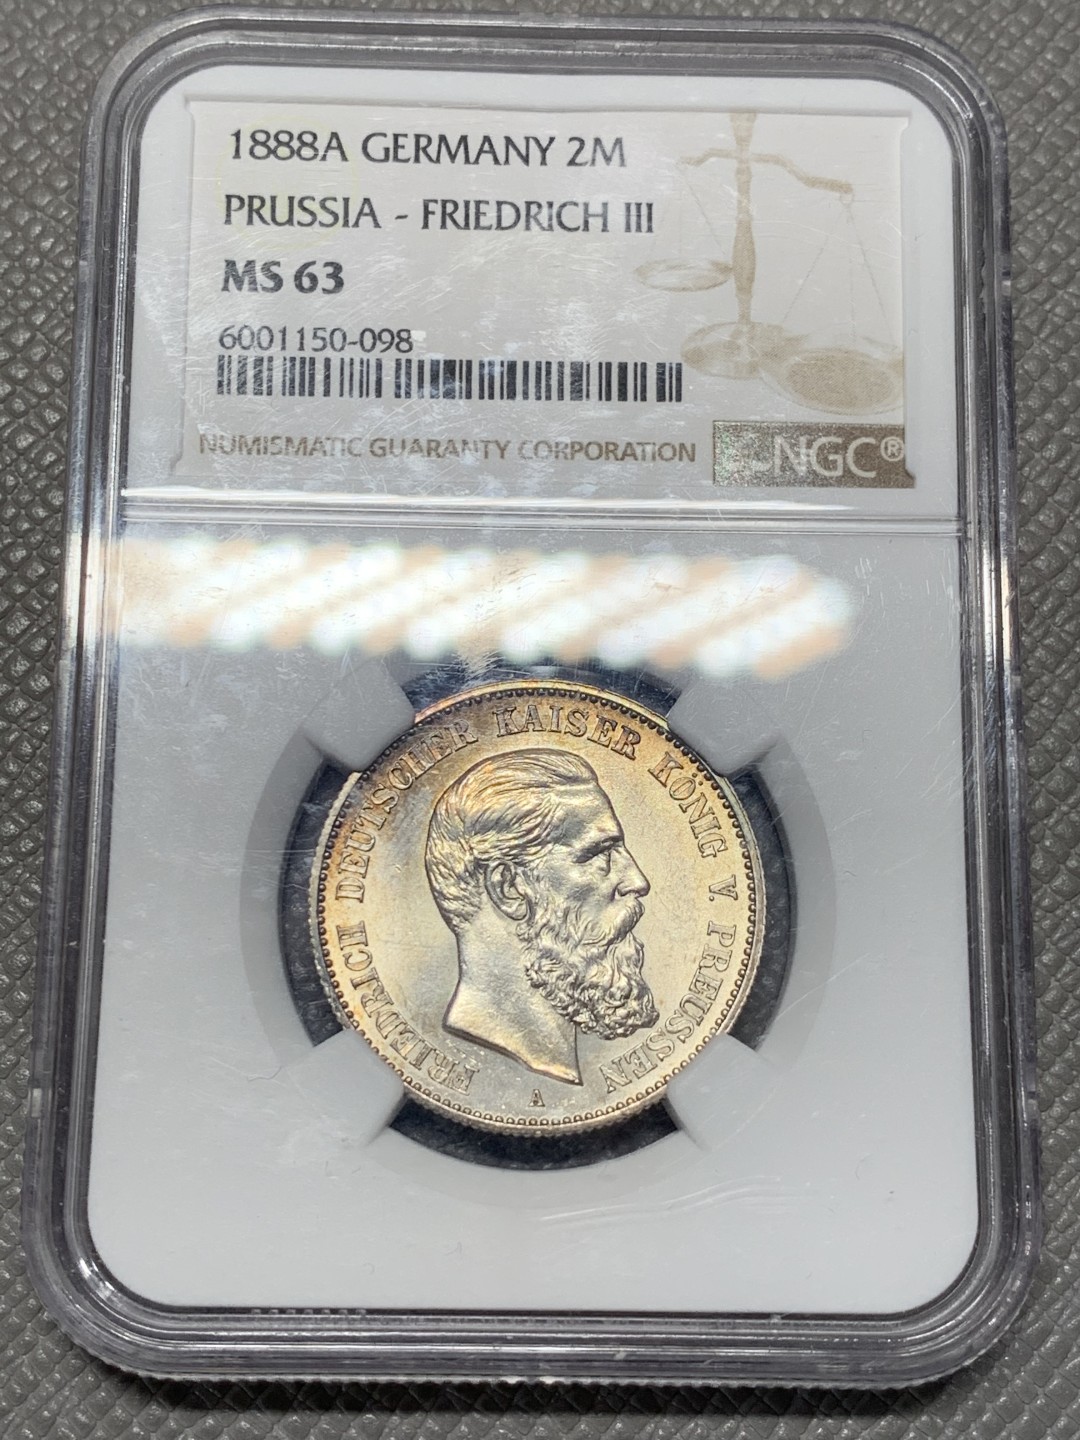 1888A GERMANY 2M
PRUSSIA - FRIEDRICH III
MS 63
6001150-098
NUMISMATIC GUARANTY CORPORATION
NGC®
FRIEDRICH DEUTSCHER KAISER KÖNIG V. PREUSSEN
A